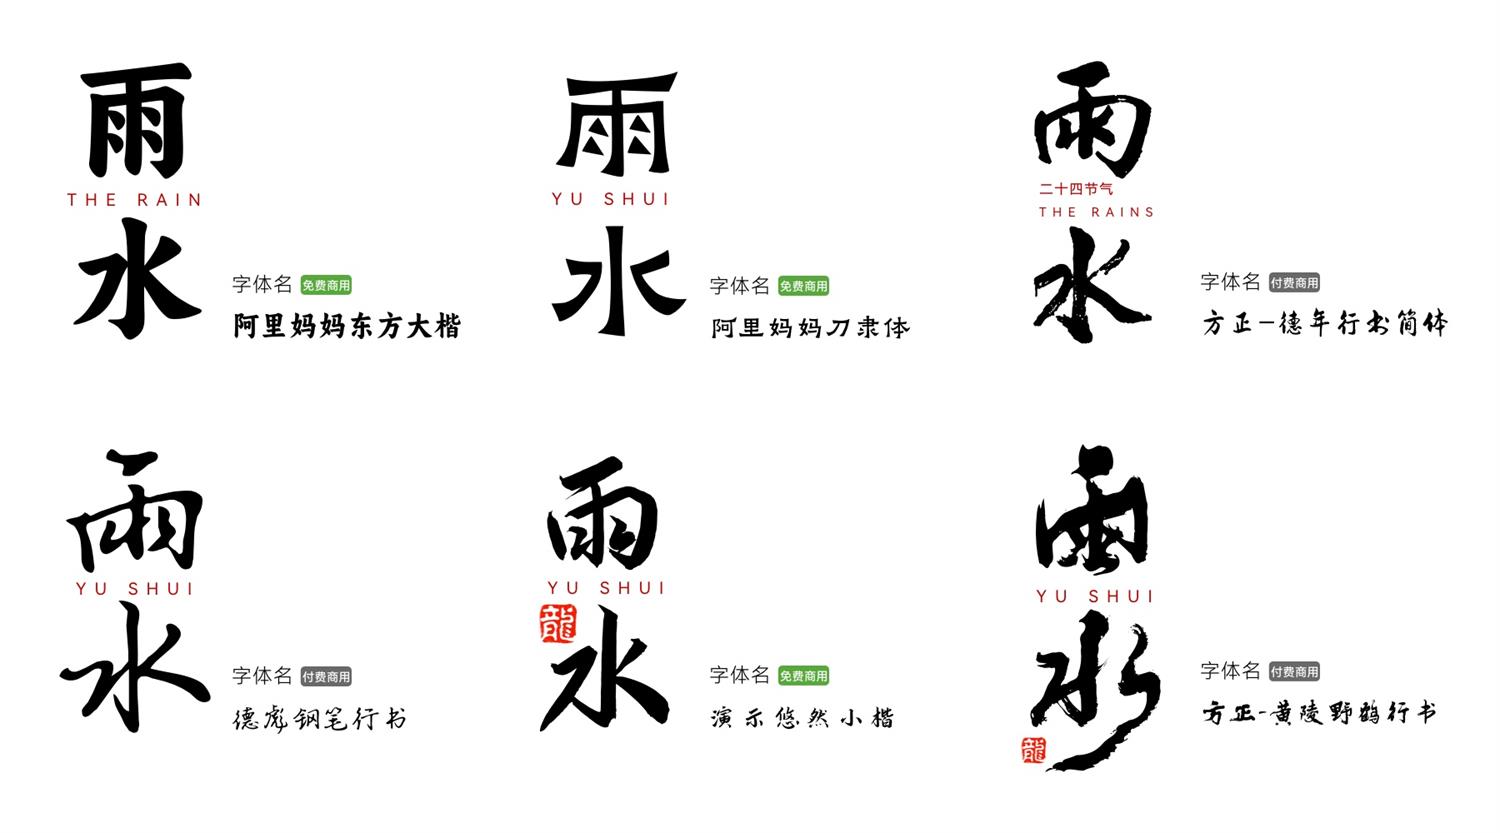 雨
THE RAIN
水
字体名 免费商用
阿里妈妈东方大楷
雨
YU SHUI
水
字体名 免费商用
阿里妈妈刀隶体
雨
二十四节气
THE RAINS
水
字体名 付费商用
方正-德年行书简体
雨
YU SHUI
水
字体名 付费商用
德彪钢笔行书
雨
YU SHUI
龍
水
字体名 免费商用
演示悠然小楷
雨
YU SHUI
水
龍
字体名 付费商用
方正-黄陵野鹤行书